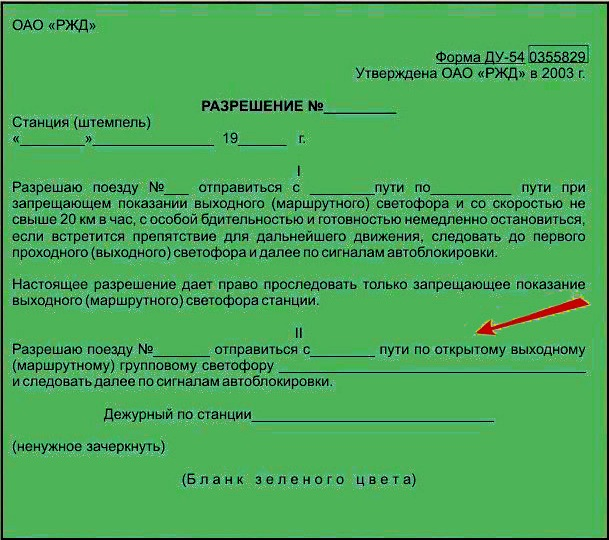 ОАО «РЖД»
Форма ДУ-54 0355829
Утверждена ОАО «РЖД» в 2003 г.
РАЗРЕШЕНИЕ №_________
Станция (штемпель)
«________»_______________ 19______ г.
I
Разрешаю поезду №___ отправиться с ________пути по__________ пути при
запрещающем показании выходного (маршрутного) светофора и со скоростью не
свыше 20 км в час, с особой бдительностью и готовностью немедленно остановиться,
если встретится препятствие для дальнейшего движения, следовать до первого
проходного (выходного) светофора и далее по сигналам автоблокировки.
Настоящее разрешение дает право проследовать только запрещающее показание
выходного (маршрутного) светофора станции.
II
Разрешаю поезду №_______ отправиться с________ пути по открытому выходному
(маршрутному) групповому светофору ______________________________________
и следовать далее по сигналам автоблокировки.
Дежурный по станции______________________________
(ненужное зачеркнуть)
(Бланк зеленого цвета)